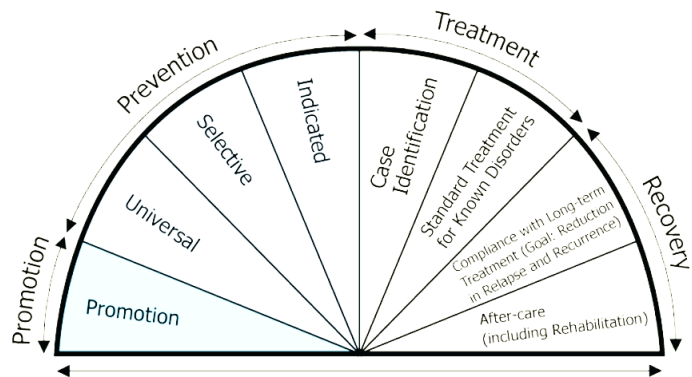 Promotion
Prevention
Treatment
Recovery
Promotion
Universal
Selective
Indicated
Case
Identification
Standard Treatment
for Known Disorders
Compliance with Long-term
Treatment (Goal: Reduction
in Relapse and Recurrence)
After-care
(including Rehabilitation)